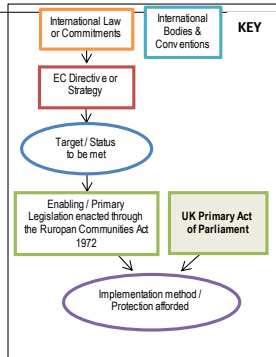 International Law
or Commitments
International
Bodies &
Conventions
KEY
EC Directive or
Strategy
Target / Status
to be met
Enabling / Primary
Legislation enacted through
the Ruropan Communities Act
1972
UK Primary Act
of Parliament
Implementation method /
Protection afforded